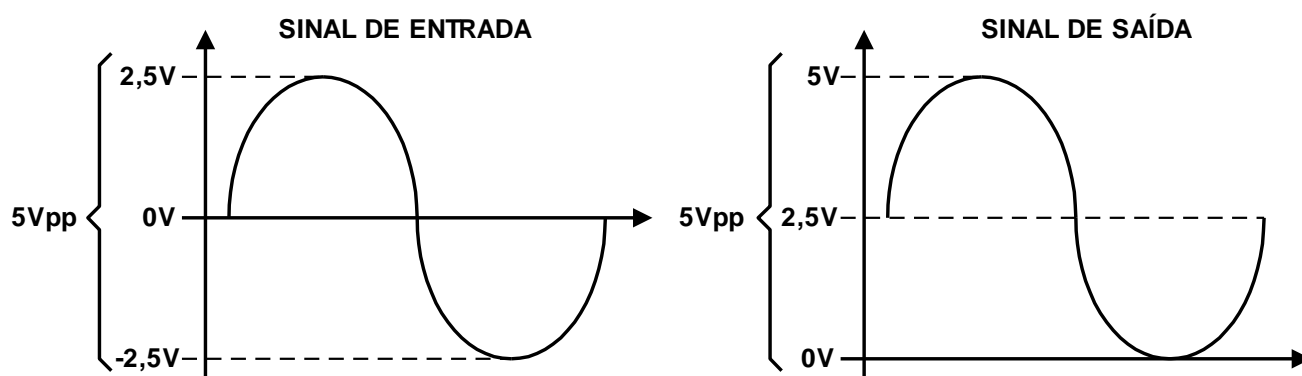 SINAL DE ENTRADA
2,5V
5Vpp
0V
-2,5V
SINAL DE SAÍDA
5V
5Vpp
2,5V
0V